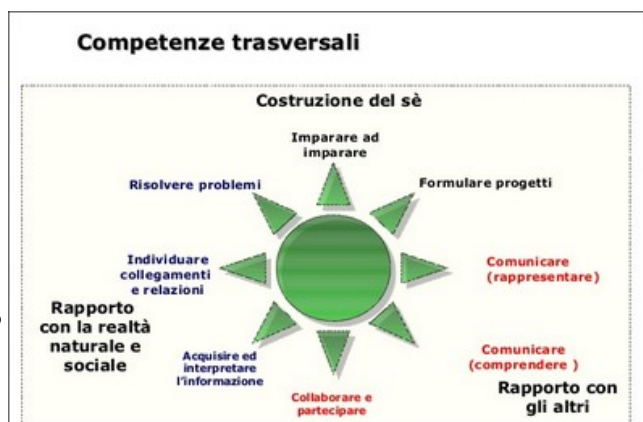 Competenze trasversali
Costruzione del sè
Imparare ad
imparare
Risolvere problemi
Formulare progetti
Individuare
collegamenti
e relazioni
Comunicare
(rappresentare)
Rapporto
con la realtà
naturale e
sociale
Acquisire ed
interpretare
l'informazione
Comunicare
(comprendere )
Collaborare e
partecipare
Rapporto con
gli altri